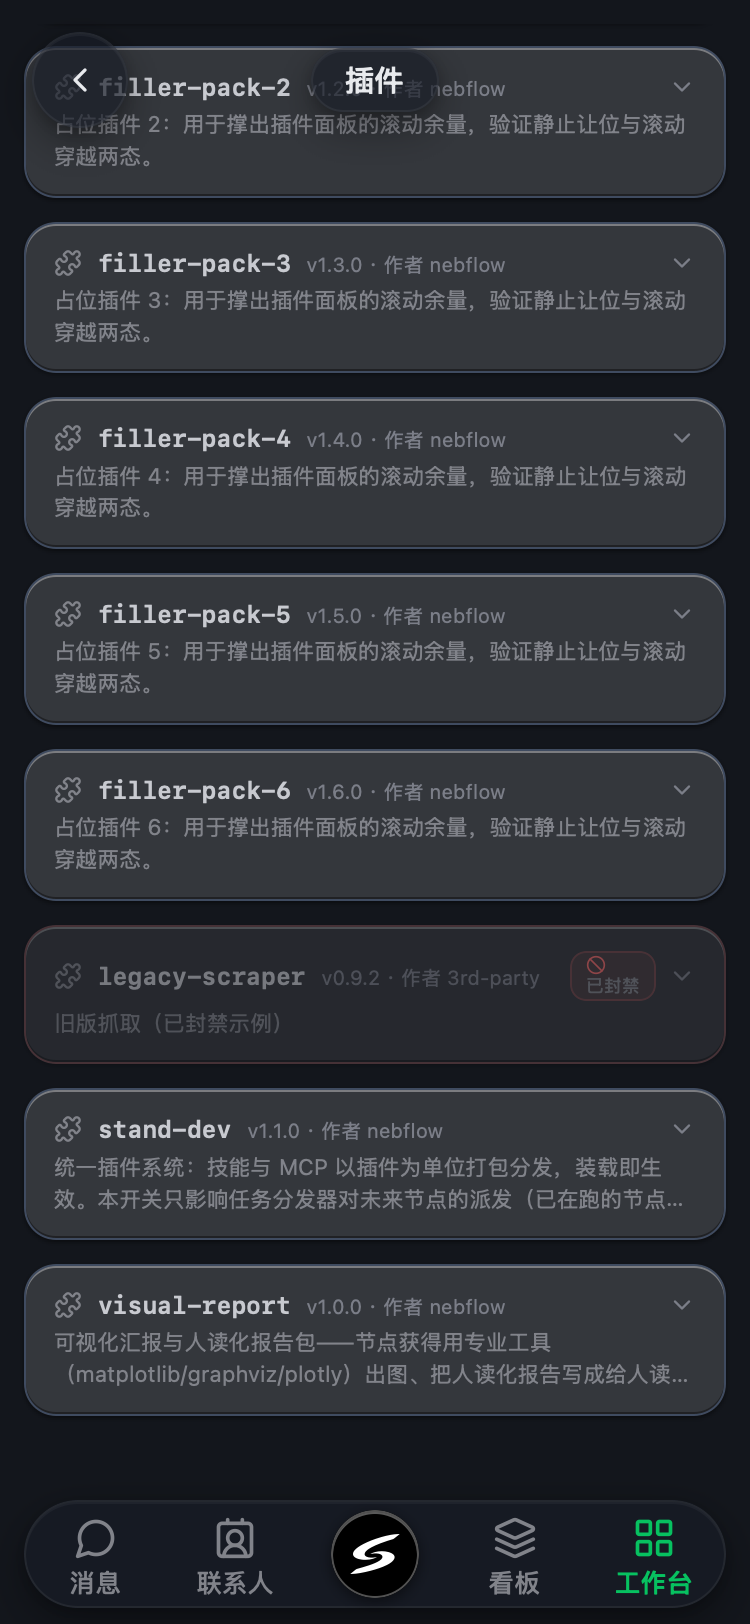 插件
filler-pack-2 v1.2 作者 nebflow
占位插件 2：用于撑出插件面板的滚动余量，验证静止让位与滚动
穿越两态。
filler-pack-3 v1.3.0 · 作者 nebflow
占位插件 3：用于撑出插件面板的滚动余量，验证静止让位与滚动
穿越两态。
filler-pack-4 v1.4.0 · 作者 nebflow
占位插件 4：用于撑出插件面板的滚动余量，验证静止让位与滚动
穿越两态。
filler-pack-5 v1.5.0 · 作者 nebflow
占位插件 5：用于撑出插件面板的滚动余量，验证静止让位与滚动
穿越两态。
filler-pack-6 v1.6.0 · 作者 nebflow
占位插件 6：用于撑出插件面板的滚动余量，验证静止让位与滚动
穿越两态。
legacy-scraper v0.9.2 · 作者 3rd-party 已封禁
旧版抓取（已封禁示例）
stand-dev v1.1.0 · 作者 nebflow
统一插件系统：技能与 MCP 以插件为单位打包分发，装载即生
效。本开关只影响任务分发器对未来节点的派发（已在跑的节点...
visual-report v1.0.0 · 作者 nebflow
可视化汇报与人读化报告包——节点获得用专业工具
（matplotlib/graphviz/plotly）出图、把人读化报告写成给人读...
消息 联系人 看板 工作台